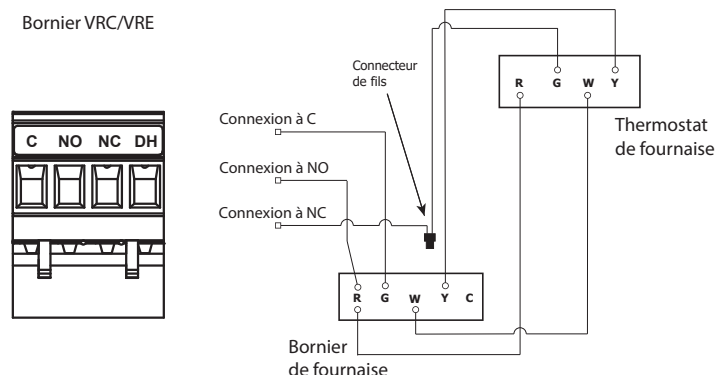 Bornier VRC/VRE
C NO NC DH
Connecteur
de fils
R G W Y
Thermostat
de fournaise
Connexion à C
Connexion à NO
Connexion à NC
R G W Y C
Bornier
de fournaise